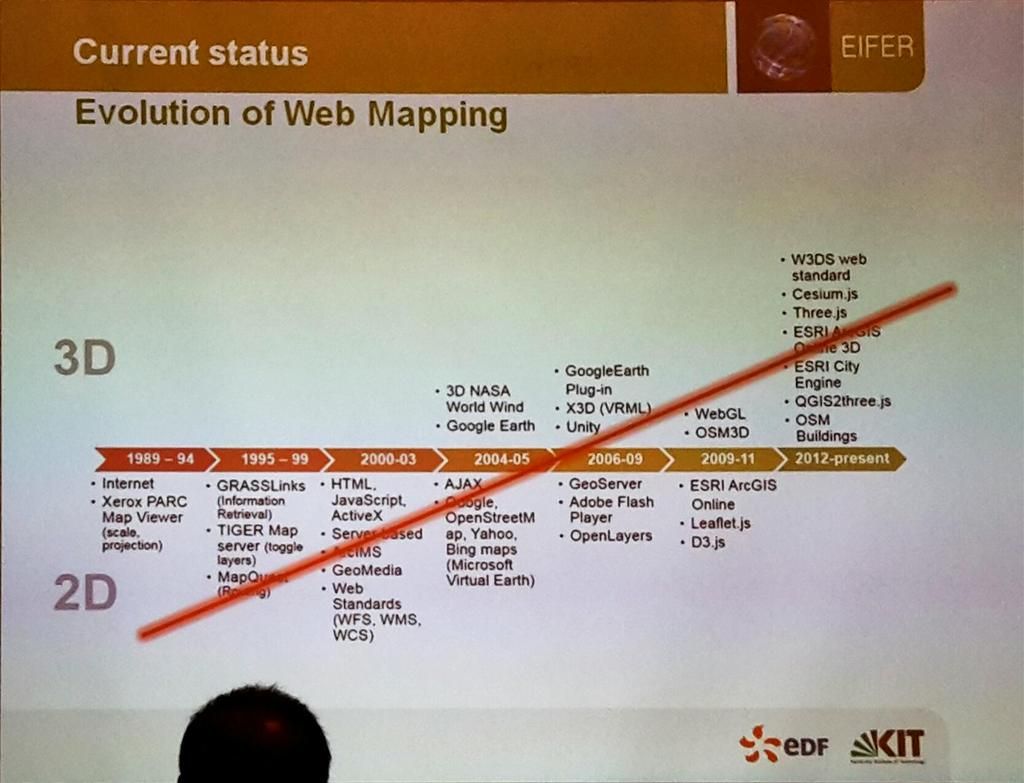 Current status
EIFER
Evolution of Web Mapping
3D
• 3D NASA
World Wind
• Google Earth
• GoogleEarth
Plug-in
• X3D (VRML)
• Unity
• WebGL
• OSM3D
• W3DS web
standard
• Cesium.js
• Three.js
• ESRI ArcGIS
Online 3D
• ESRI City
Engine
• QGIS2three.js
• OSM
Buildings
1989 – 94
1995 – 99
2000-03
2004-05
2006-09
2009-11
2012-present
• Internet
• Xerox PARC
Map Viewer
(scale,
projection)
• GRASSLinks
(Information
Retrieval)
• TIGER Map
server (toggle
layers)
• MapQuest
(Routing)
• HTML,
JavaScript,
ActiveX
• Server based
• ArcIMS
• GeoMedia
• Web
Standards
(WFS, WMS,
WCS)
• AJAX
• Google,
OpenStreetM
ap, Yahoo,
Bing maps
(Microsoft
Virtual Earth)
• GeoServer
• Adobe Flash
Player
• OpenLayers
• ESRI ArcGIS
Online
• Leaflet.js
• D3.js
2D
eDF
KIT